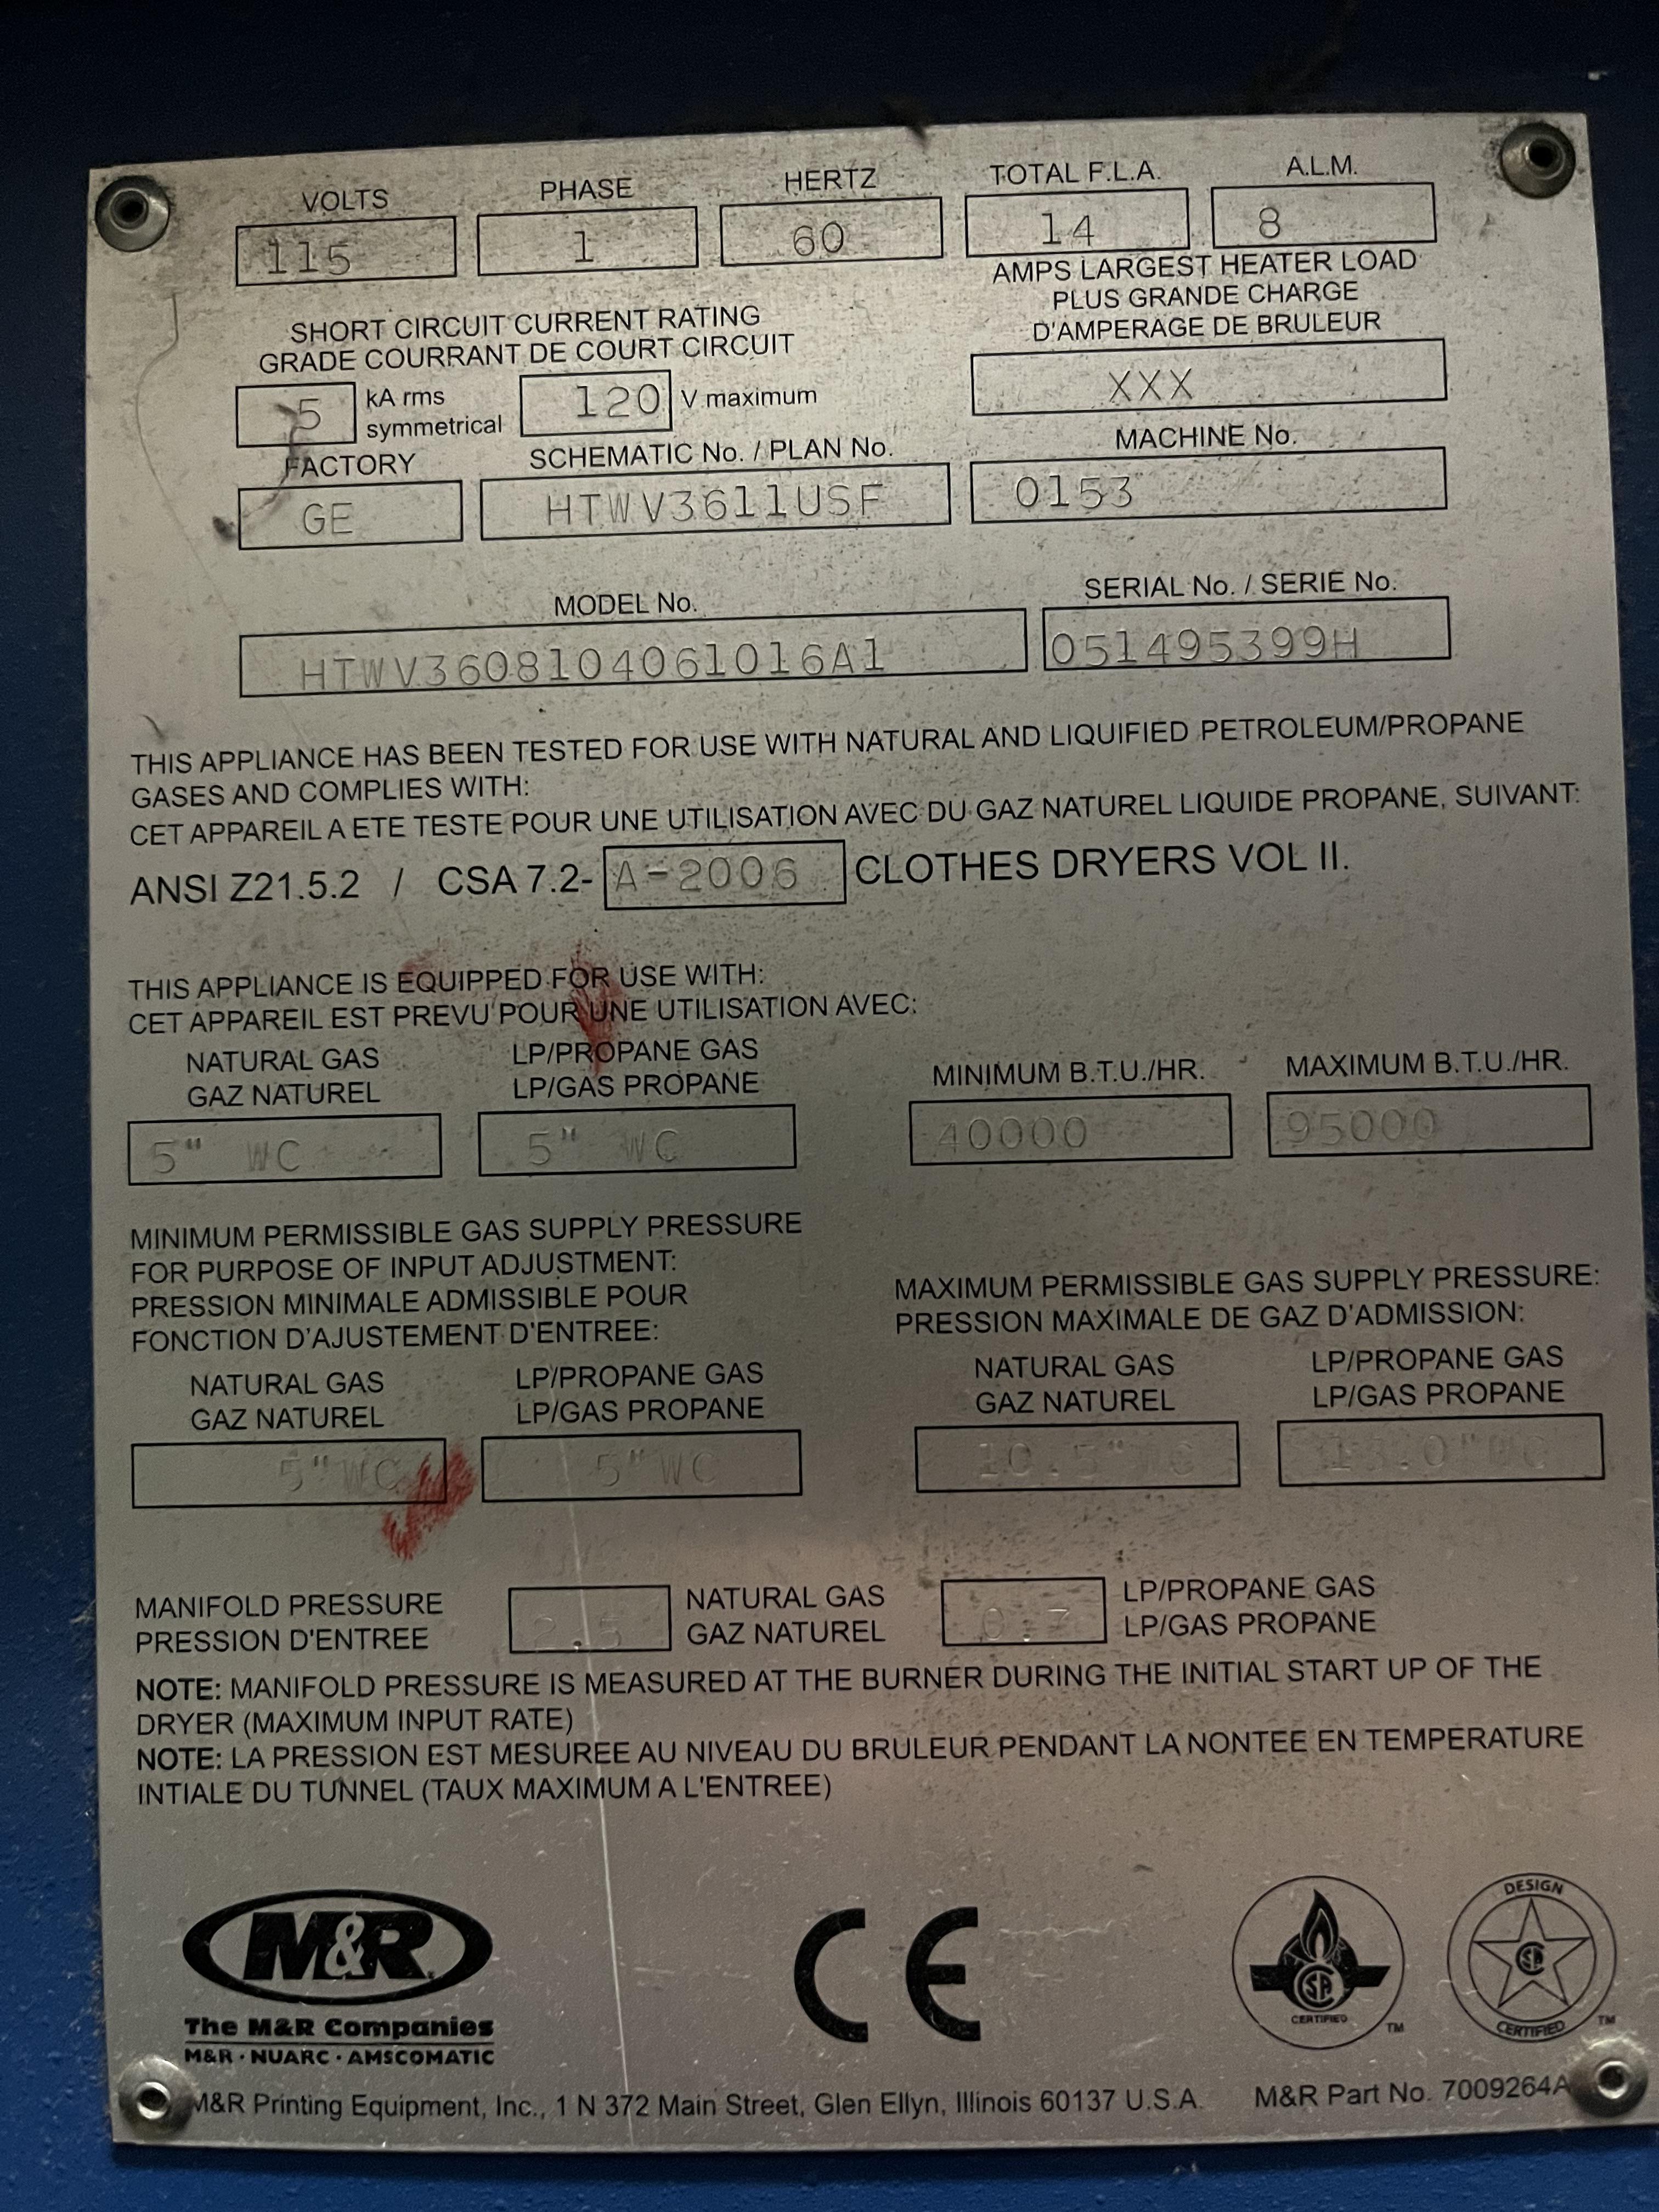 VOLTS PHASE HERTZ TOTAL F.L.A. A.L.M.
115 1 60 14 8
AMPS LARGEST HEATER LOAD
PLUS GRANDE CHARGE
D'AMPERAGE DE BRULEUR
XXX
SHORT CIRCUIT CURRENT RATING
GRADE COURRANT DE COURT CIRCUIT
5 kA rms symmetrical 120 V maximum
FACTORY SCHEMATIC No. / PLAN No. MACHINE No.
GE HTWV3611USF 0153
MODEL No. SERIAL No. / SERIE No.
HTWV3608104061016A1 051495399H
THIS APPLIANCE HAS BEEN TESTED FOR USE WITH NATURAL AND LIQUIFIED PETROLEUM/PROPANE
GASES AND COMPLIES WITH:
CET APPAREIL A ETE TESTE POUR UNE UTILISATION AVEC DU GAZ NATUREL LIQUIDE PROPANE, SUIVANT:
ANSI Z21.5.2 / CSA 7.2- A-2006 CLOTHES DRYERS VOL II.
THIS APPLIANCE IS EQUIPPED FOR USE WITH:
CET APPAREIL EST PREVU POUR UNE UTILISATION AVEC:
NATURAL GAS LP/PROPANE GAS MINIMUM B.T.U./HR. MAXIMUM B.T.U./HR.
GAZ NATUREL LP/GAS PROPANE
5" WC 5" WC 40000 95000
MINIMUM PERMISSIBLE GAS SUPPLY PRESSURE
FOR PURPOSE OF INPUT ADJUSTMENT:
PRESSION MINIMALE ADMISSIBLE POUR
FONCTION D'AJUSTEMENT D'ENTREE:
NATURAL GAS LP/PROPANE GAS
GAZ NATUREL LP/GAS PROPANE
5" WC 5" WC
MAXIMUM PERMISSIBLE GAS SUPPLY PRESSURE:
PRESSION MAXIMALE DE GAZ D'ADMISSION:
NATURAL GAS LP/PROPANE GAS
GAZ NATUREL LP/GAS PROPANE
10.5" WC
MANIFOLD PRESSURE 2.5 NATURAL GAS 0.7 LP/PROPANE GAS
PRESSION D'ENTREE GAZ NATUREL LP/GAS PROPANE
NOTE: MANIFOLD PRESSURE IS MEASURED AT THE BURNER DURING THE INITIAL START UP OF THE
DRYER (MAXIMUM INPUT RATE)
NOTE: LA PRESSION EST MESUREE AU NIVEAU DU BRULEUR PENDANT LA NONTEE EN TEMPERATURE
INTIALE DU TUNNEL (TAUX MAXIMUM A L'ENTREE)
M&R
The M&R Companies
M&R · NUARC · AMSCOMATIC
CE
CSA CERTIFIED TM
DESIGN CSA CERTIFIED TM
M&R Printing Equipment, Inc., 1 N 372 Main Street, Glen Ellyn, Illinois 60137 U.S.A. M&R Part No. 7009264A